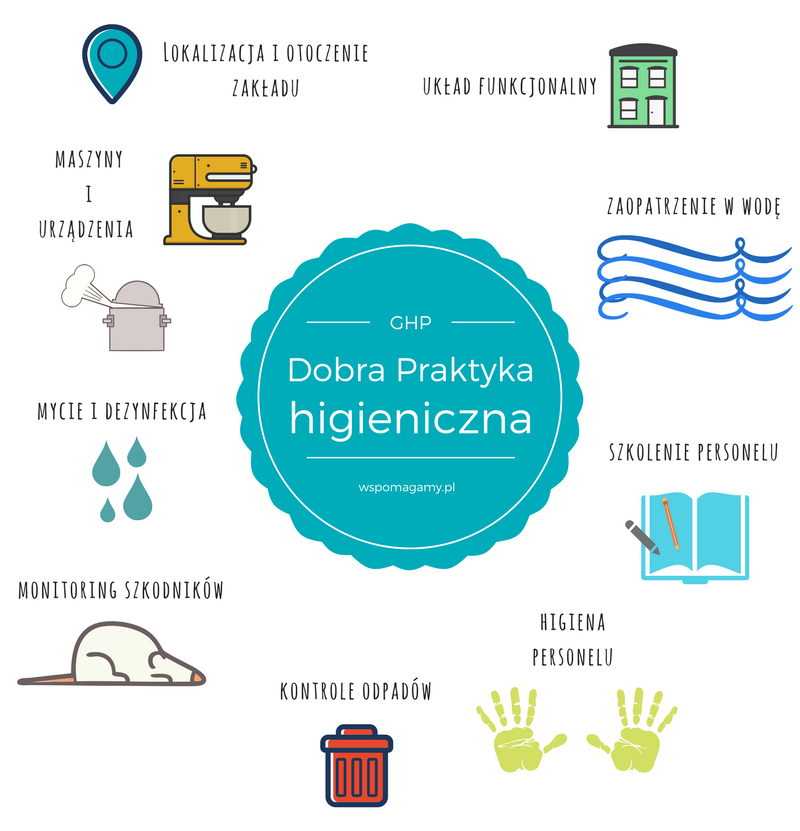 Lokalizacja i otoczenie
zakładu
układ funkcjonalny
maszyny
i
urządzenia
zaopatrzenie w wodę
GHP
Dobra Praktyka
higieniczna
wspomagamy.pl
mycie i dezynfekcja
szkolenie personelu
monitoring szkodników
higiena
personelu
kontrole odpadów